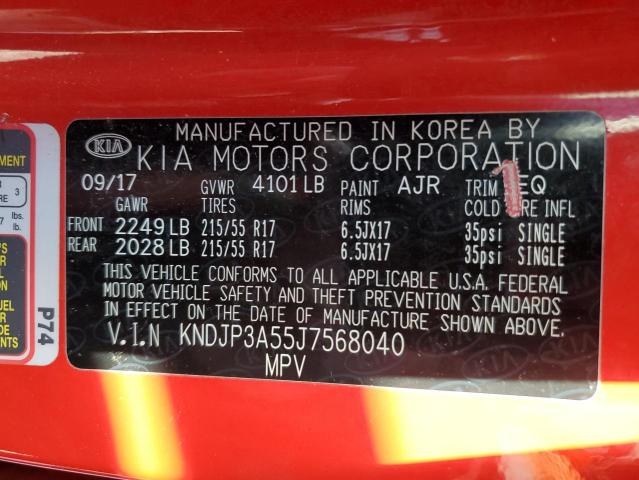 MANUFACTURED IN KOREA BY
KIA KIA MOTORS CORPORATION
09/17 GVWR 4101 LB PAINT AJR TRIM EQ
GAWR TIRES RIMS COLD INFL
FRONT 2249 LB 215/55 R17 6.5JX17 35psi SINGLE
REAR 2028 LB 215/55 R17 6.5JX17 35psi SINGLE
THIS VEHICLE CONFORMS TO ALL APPLICABLE U.S.A. FEDERAL
MOTOR VEHICLE SAFETY AND THEFT PREVENTION STANDARDS
IN EFFECT ON THE DATE OF MANUFACTURE SHOWN ABOVE.
V.I.N KNDJP3A55J7568040
MPV
P74
3
lbs.
lb.